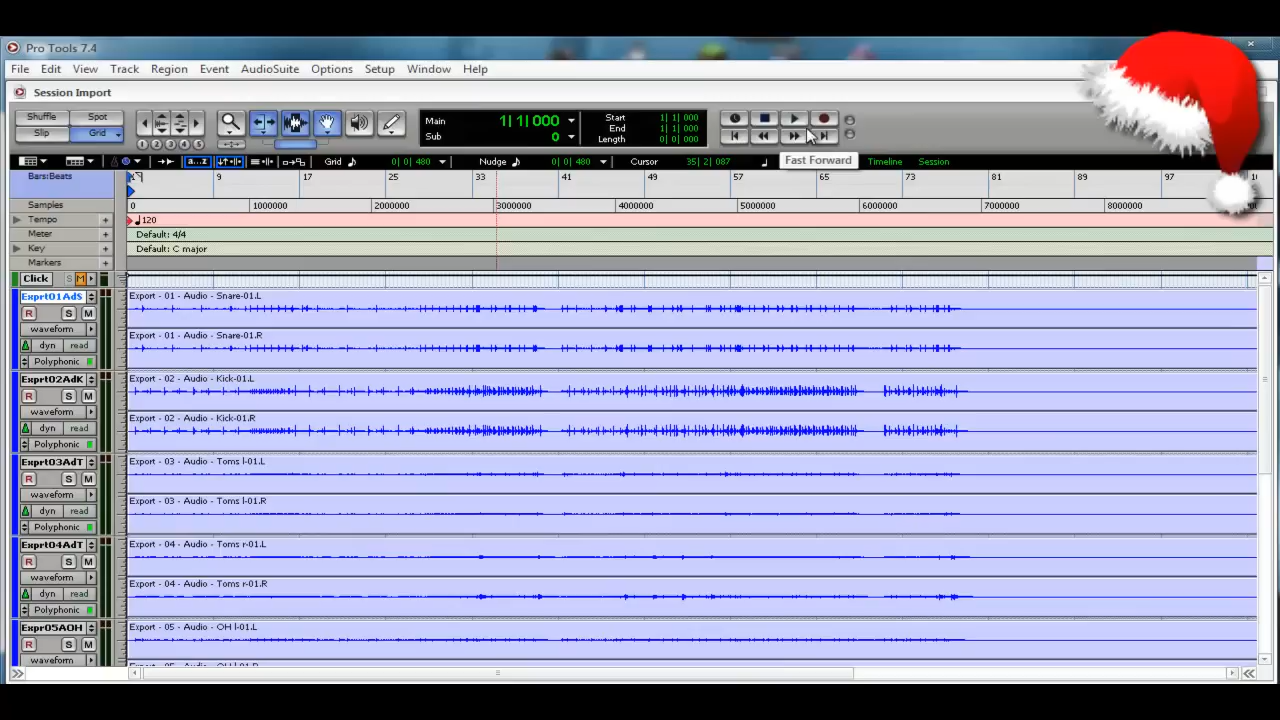 Pro Tools 7.4
File Edit View Track Region Event AudioSuite Options Setup Window Help
Session Import
Shuffle Spot
Slip Grid
1 2 3 4 5
Main 1| 1| 000
Sub 0
Start 1| 1| 000
End 1| 1| 000
Length 0| 0| 000
a...z Grid 0| 0| 480 Nudge 0| 0| 480 Cursor 35| 2| 087 Timeline Session
Fast Forward
Bars:Beats 9 17 25 33 41 49 57 65 73 81 89 97
Samples 0 1000000 2000000 3000000 4000000 5000000 6000000 7000000 8000000
Tempo + 120
Meter + Default: 4/4
Key + Default: C major
Markers +
Click S M
Exprt01AdS
R S M
waveform
dyn read
Polyphonic
Export - 01 - Audio - Snare-01.L
Export - 01 - Audio - Snare-01.R
Exprt02AdK
R S M
waveform
dyn read
Polyphonic
Export - 02 - Audio - Kick-01.L
Export - 02 - Audio - Kick-01.R
Exprt03AdT
R S M
waveform
dyn read
Polyphonic
Export - 03 - Audio - Toms l-01.L
Export - 03 - Audio - Toms l-01.R
Exprt04AdT
R S M
waveform
dyn read
Polyphonic
Export - 04 - Audio - Toms r-01.L
Export - 04 - Audio - Toms r-01.R
Expr05AOH
R S M
waveform
Export - 05 - Audio - OH l-01.L